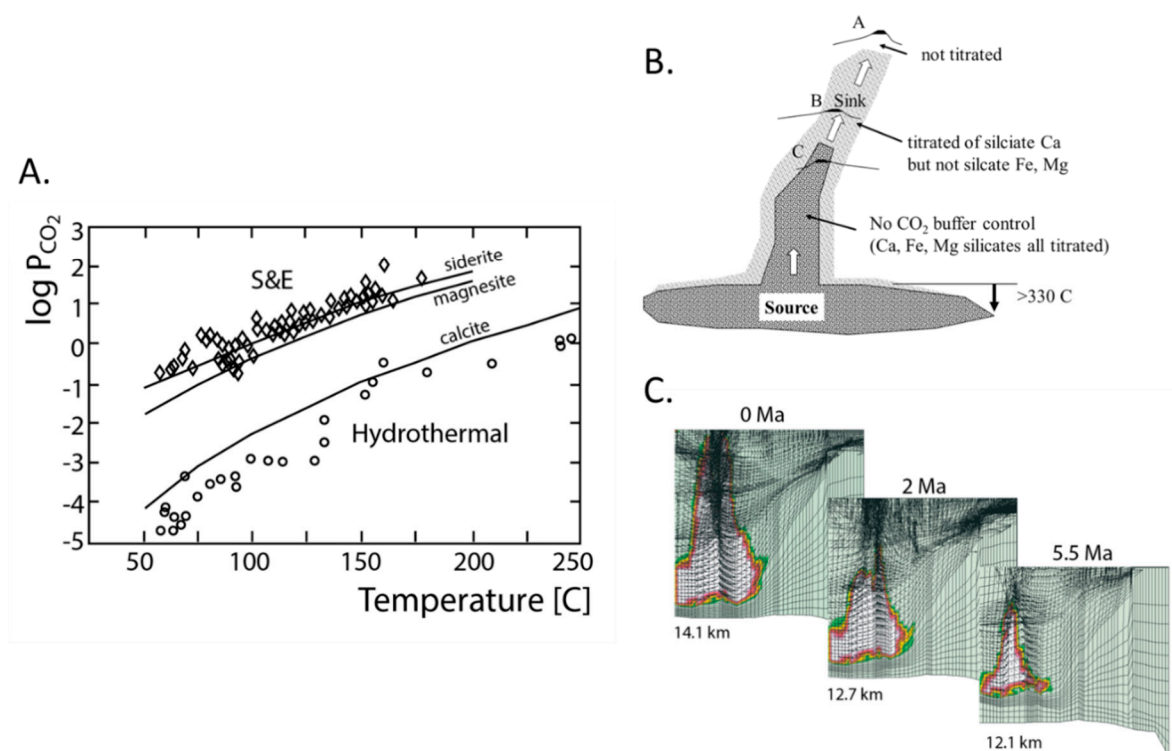 A.
log PCO2
3
2
1
0
-1
-2
-3
-4
-5
S&E
siderite
magnesite
calcite
Hydrothermal
50
100
150
200
250
Temperature [C]
B.
A
not titrated
B Sink
titrated of silciate Ca
but not silcate Fe, Mg
C
No CO2 buffer control
(Ca, Fe, Mg silicates all titrated)
Source
>330 C
C.
0 Ma
14.1 km
2 Ma
12.7 km
5.5 Ma
12.1 km